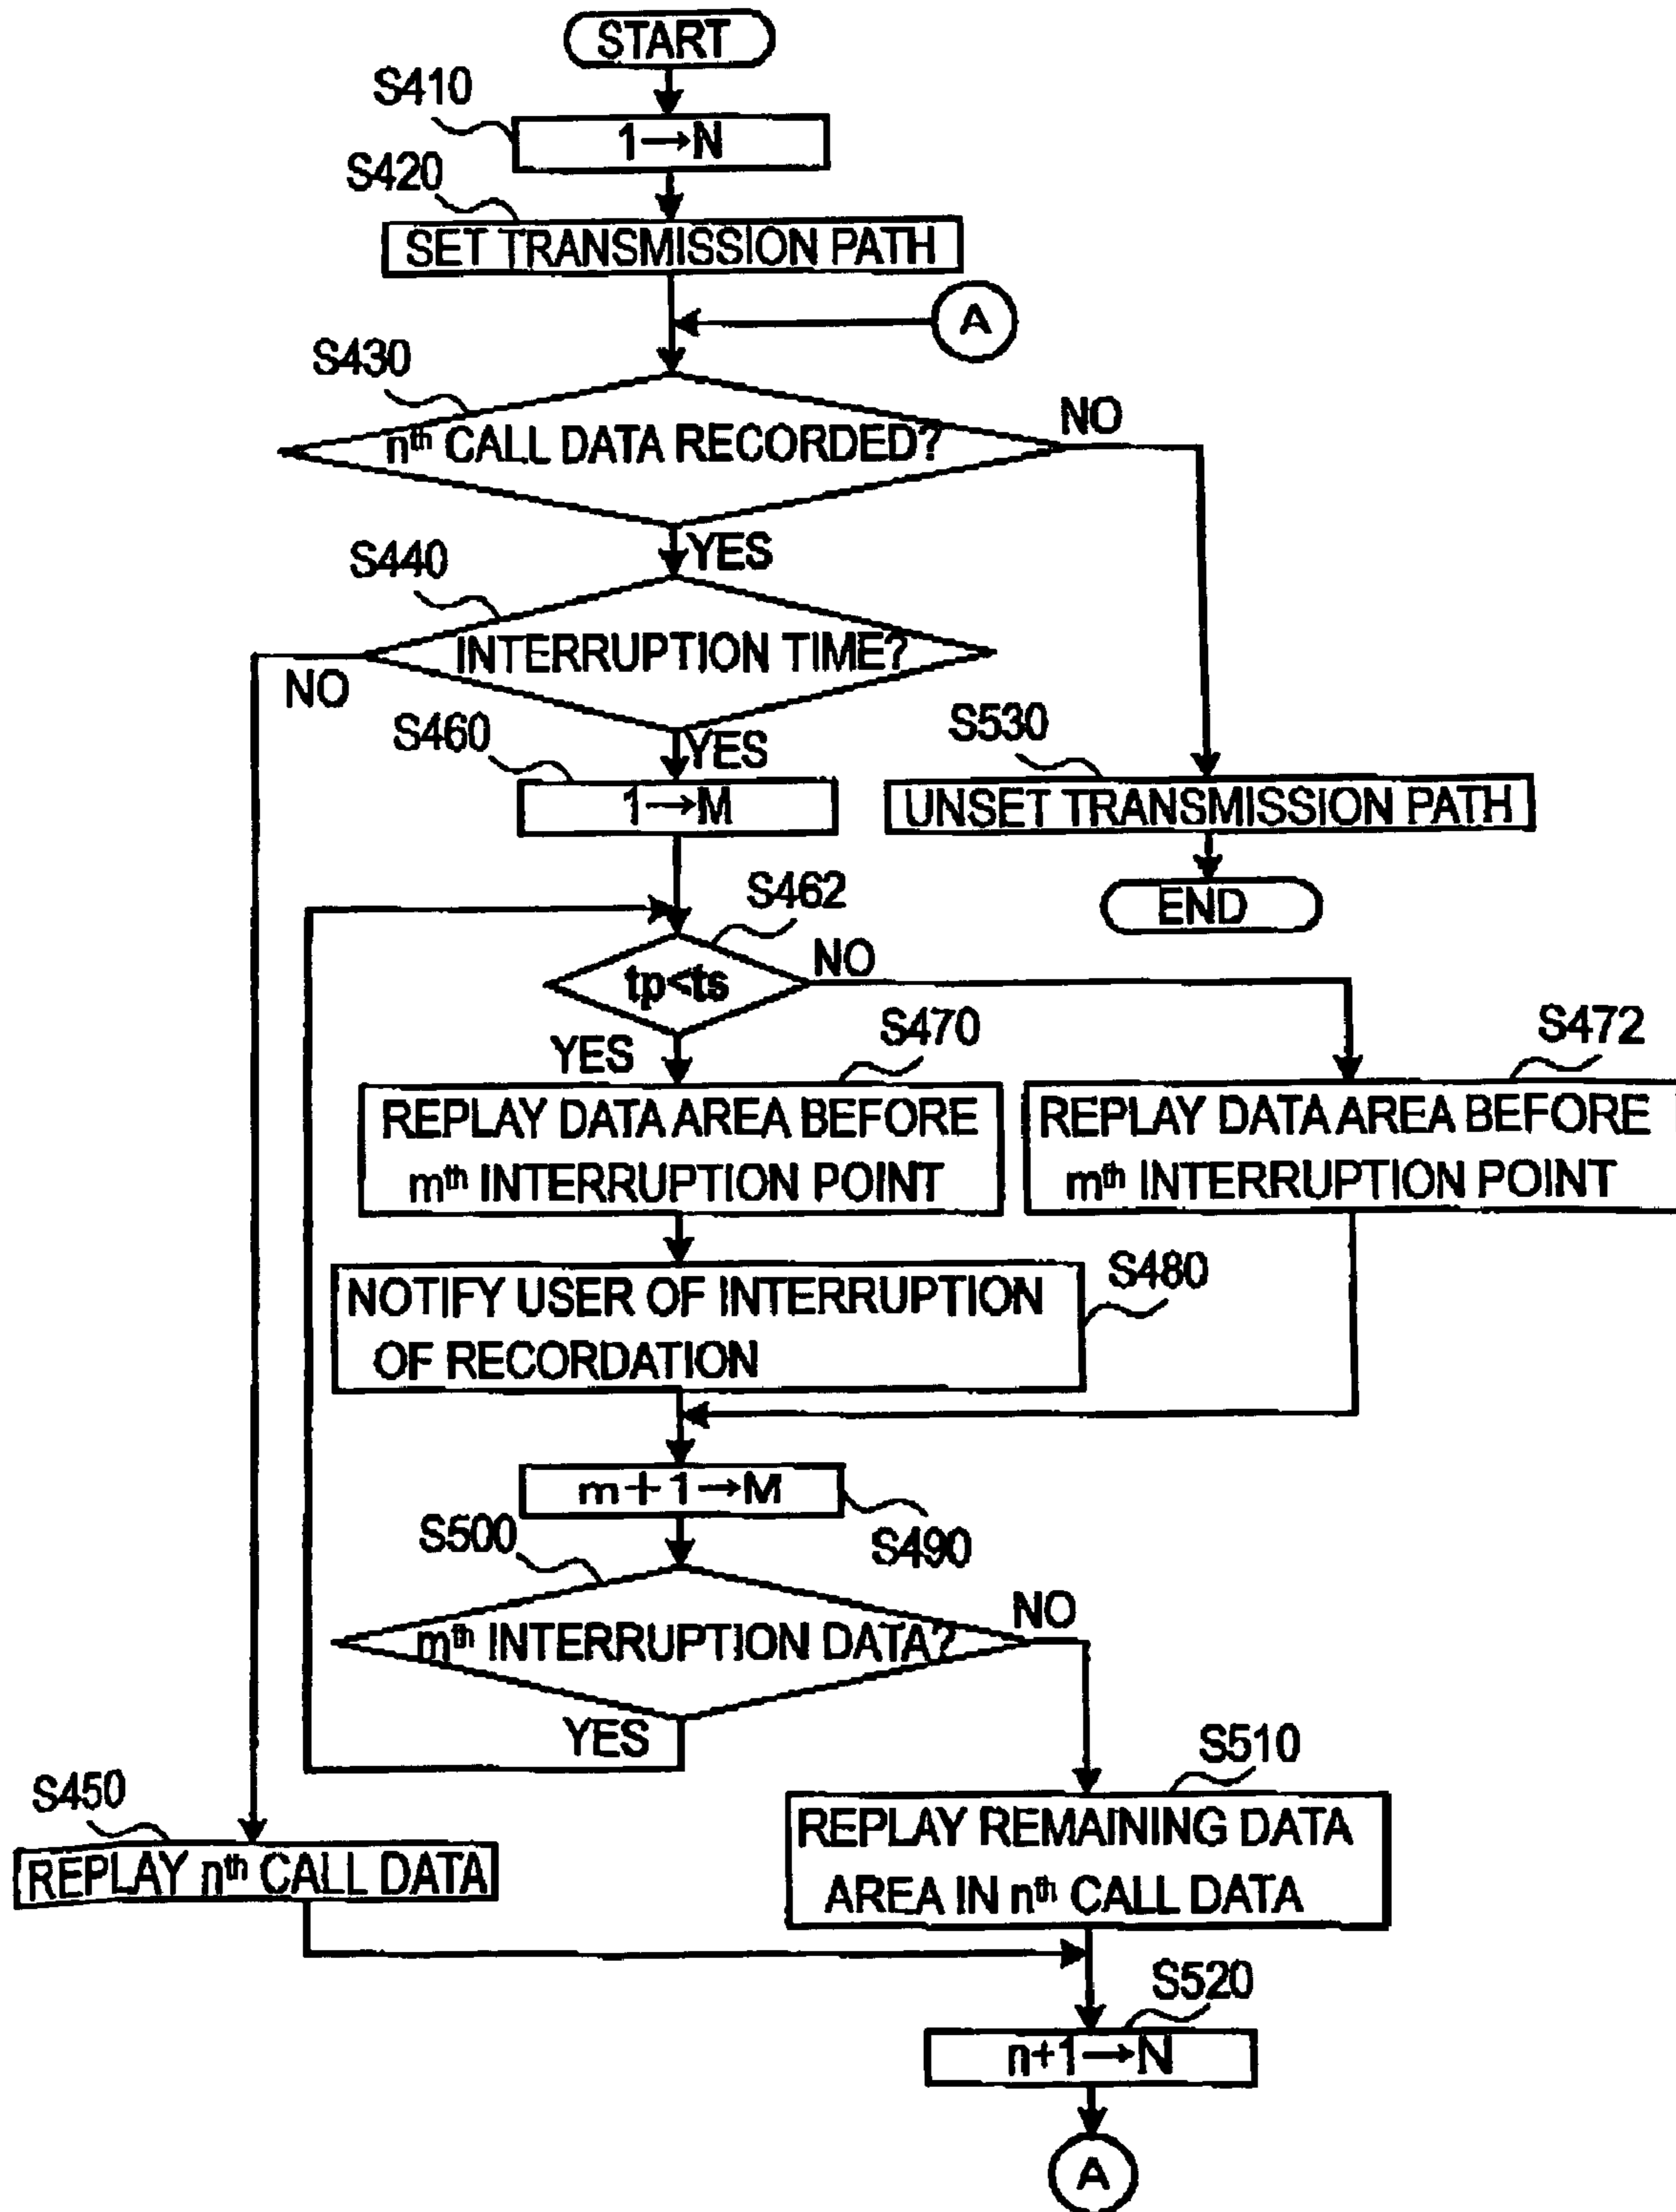 START
S410
1→N
S420
SET TRANSMISSION PATH
A
S430
nth CALL DATA RECORDED?
NO
YES
S440
INTERRUPTION TIME?
NO
YES
S460
1→M
S530
UNSET TRANSMISSION PATH
END
S462
tp<ts
NO
YES
S470
REPLAY DATA AREA BEFORE
mth INTERRUPTION POINT
S472
REPLAY DATA AREA BEFORE
mth INTERRUPTION POINT
S480
NOTIFY USER OF INTERRUPTION
OF RECORDATION
m+1→M
S490
S500
mth INTERRUPTION DATA?
NO
YES
S510
REPLAY REMAINING DATA
AREA IN nth CALL DATA
S450
REPLAY nth CALL DATA
S520
n+1→N
A